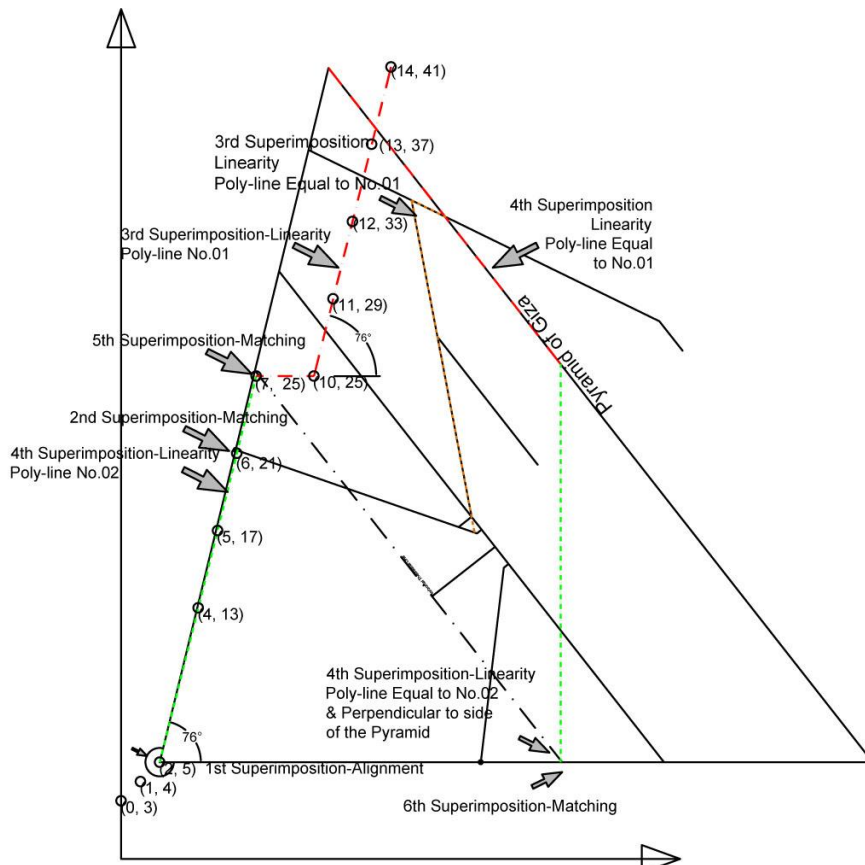 (14, 41)
3rd Superimposition
Linearity
Poly-line Equal to No.01
(13, 37)
4th Superimposition
Linearity
Poly-line Equal
to No.01
(12, 33)
3rd Superimposition-Linearity
Poly-line No.01
(11, 29)
Pyramid of Giza
76°
5th Superimposition-Matching
(7, 25)
(10, 25)
2nd Superimposition-Matching
4th Superimposition-Linearity
Poly-line No.02
(6, 21)
(5, 17)
(4, 13)
4th Superimposition-Linearity
Poly-line Equal to No.02
& Perpendicular to side
of the Pyramid
76°
(2, 5)
1st Superimposition-Alignment
(1, 4)
(0, 3)
6th Superimposition-Matching